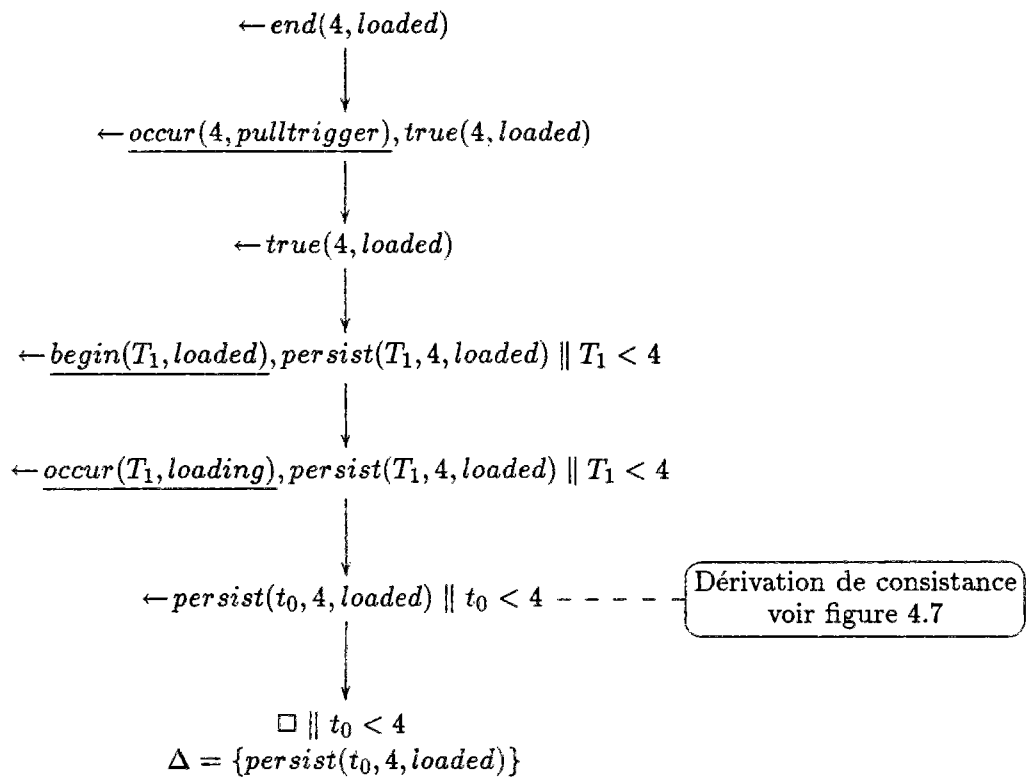 ← end(4, loaded)
← occur(4, pulltrigger), true(4, loaded)
← true(4, loaded)
← begin(T₁, loaded), persist(T₁, 4, loaded) ∥ T₁ < 4
← occur(T₁, loading), persist(T₁, 4, loaded) ∥ T₁ < 4
← persist(t₀, 4, loaded) ∥ t₀ < 4
Dérivation de consistance
voir figure 4.7
□ ∥ t₀ < 4
Δ = {persist(t₀, 4, loaded)}